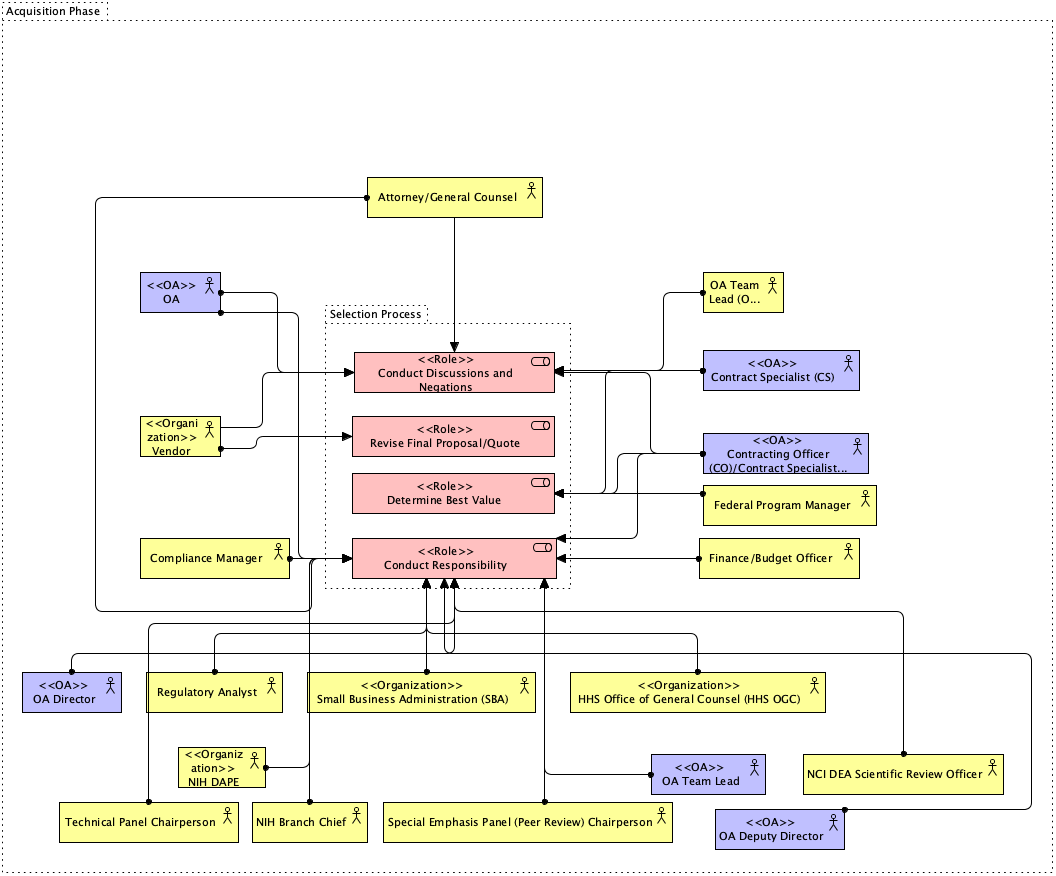 Acquisition Phase
Attorney/General Counsel
<<OA>>
OA
OA Team
Lead (O...
Selection Process
<<Role>>
Conduct Discussions and
Negations
<<OA>>
Contract Specialist (CS)
<<Organi
zation>>
Vendor
<<Role>>
Revise Final Proposal/Quote
<<OA>>
Contracting Officer
(CO)/Contract Specialist...
<<Role>>
Determine Best Value
Federal Program Manager
Compliance Manager
<<Role>>
Conduct Responsibility
Finance/Budget Officer
<<OA>>
OA Director
Regulatory Analyst
<<Organization>>
Small Business Administration (SBA)
<<Organization>>
HHS Office of General Counsel (HHS OGC)
<<Organiz
ation>>
NIH DAPE
<<OA>>
OA Team Lead
NCI DEA Scientific Review Officer
Technical Panel Chairperson
NIH Branch Chief
Special Emphasis Panel (Peer Review) Chairperson
<<OA>>
OA Deputy Director